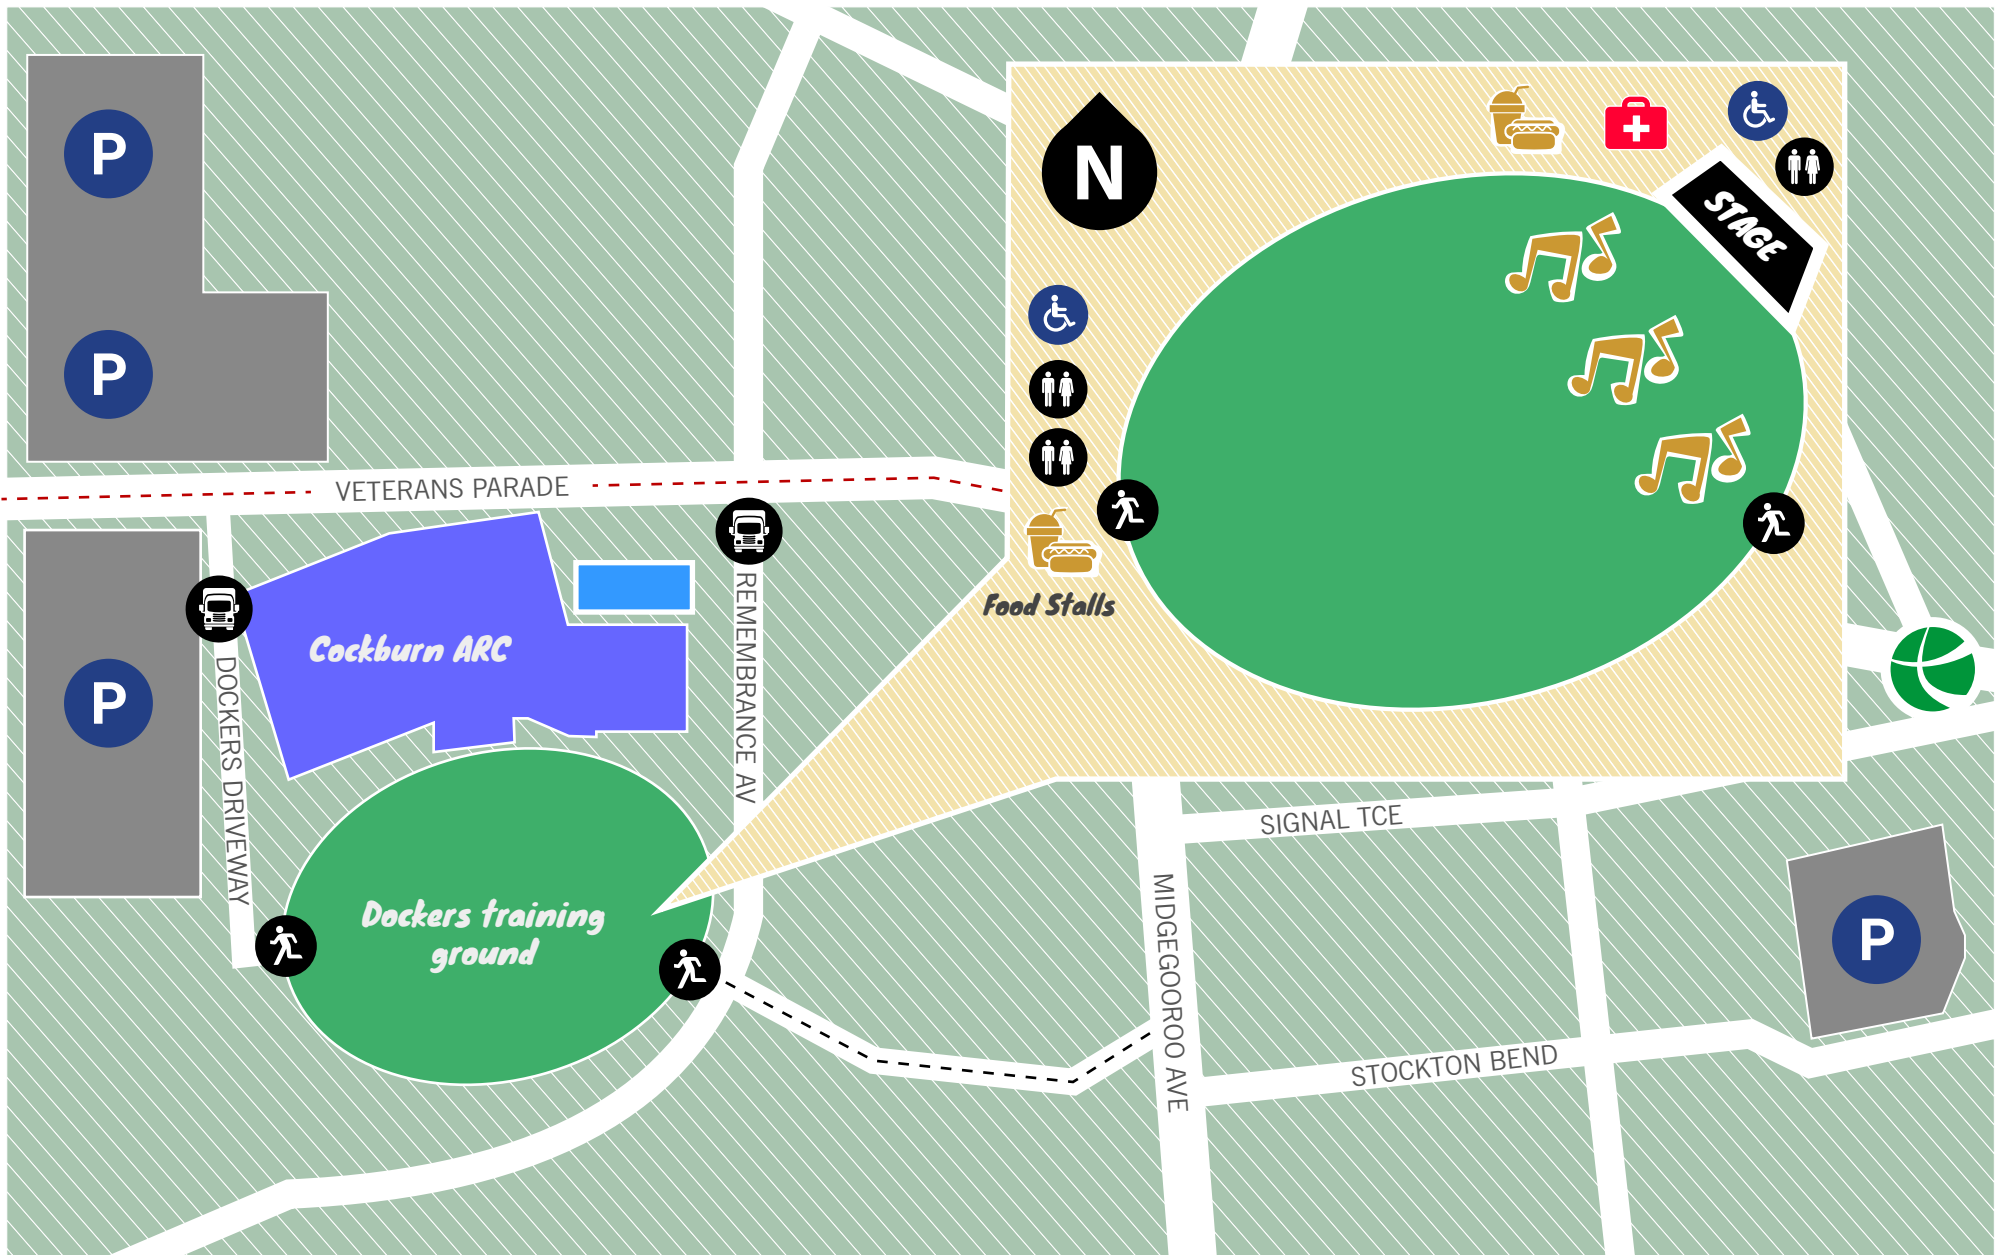 P
P
N
STAGE
VETERANS PARADE
Food Stalls
Cockburn ARC
REMEMBRANCE AV
P
DOCKERS DRIVEWAY
Dockers training
ground
SIGNAL TCE
MIDGEGOOROO AVE
P
STOCKTON BEND